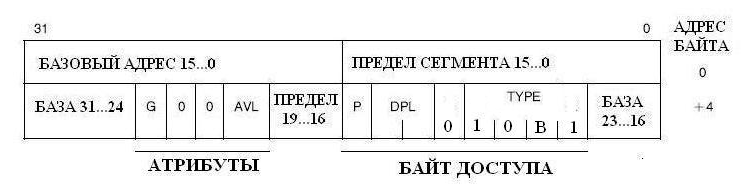 31 0 АДРЕС БАЙТА
БАЗОВЫЙ АДРЕС 15...0 ПРЕДЕЛ СЕГМЕНТА 15...0 0
БАЗА 31...24 G 0 0 AVL ПРЕДЕЛ 19...16 P DPL 0 TYPE 1 0 B 1 БАЗА 23...16 +4
АТРИБУТЫ БАЙТ ДОСТУПА